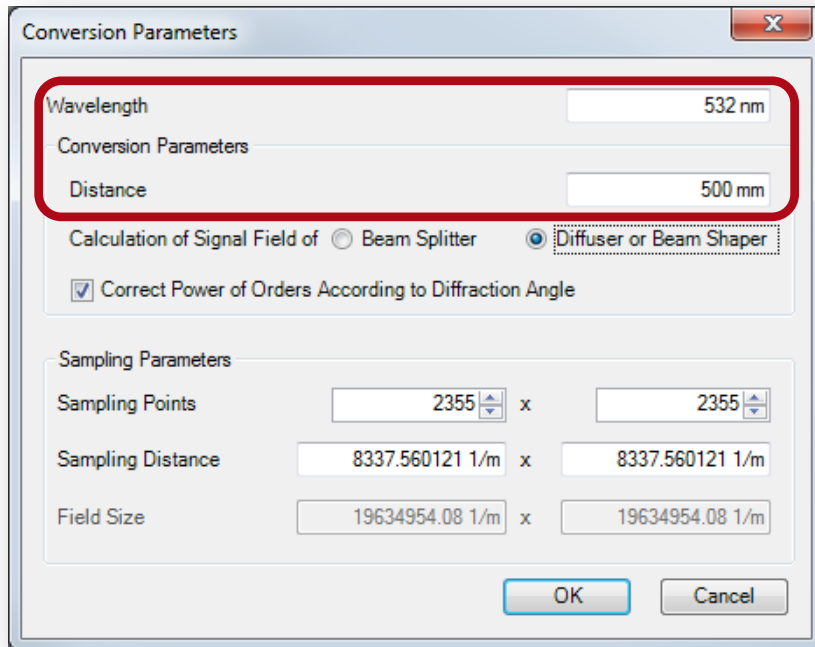 Conversion Parameters
Wavelength 532 nm
Conversion Parameters
Distance 500 mm
Calculation of Signal Field of Beam Splitter Diffuser or Beam Shaper
Correct Power of Orders According to Diffraction Angle
Sampling Parameters
Sampling Points 2355 x 2355
Sampling Distance 8337.560121 1/m x 8337.560121 1/m
Field Size 19634954.08 1/m x 19634954.08 1/m
OK Cancel